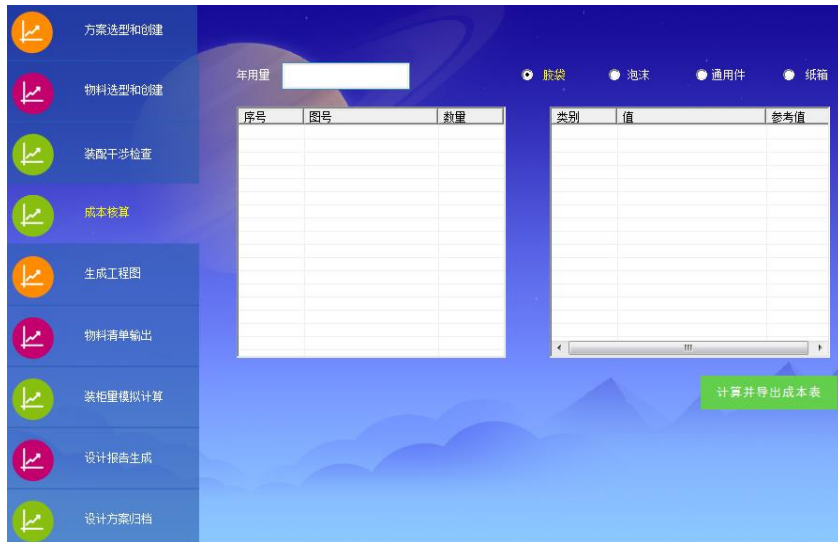 方案选型和创建
物料选型和创建
装配干涉检查
成本核算
生成工程图
物料清单输出
装柜量模拟计算
设计报告生成
设计方案归档
年用量
胶袋 泡沫 通用件 纸箱
序号 图号 数量
类别 值 参考值
计算并导出成本表